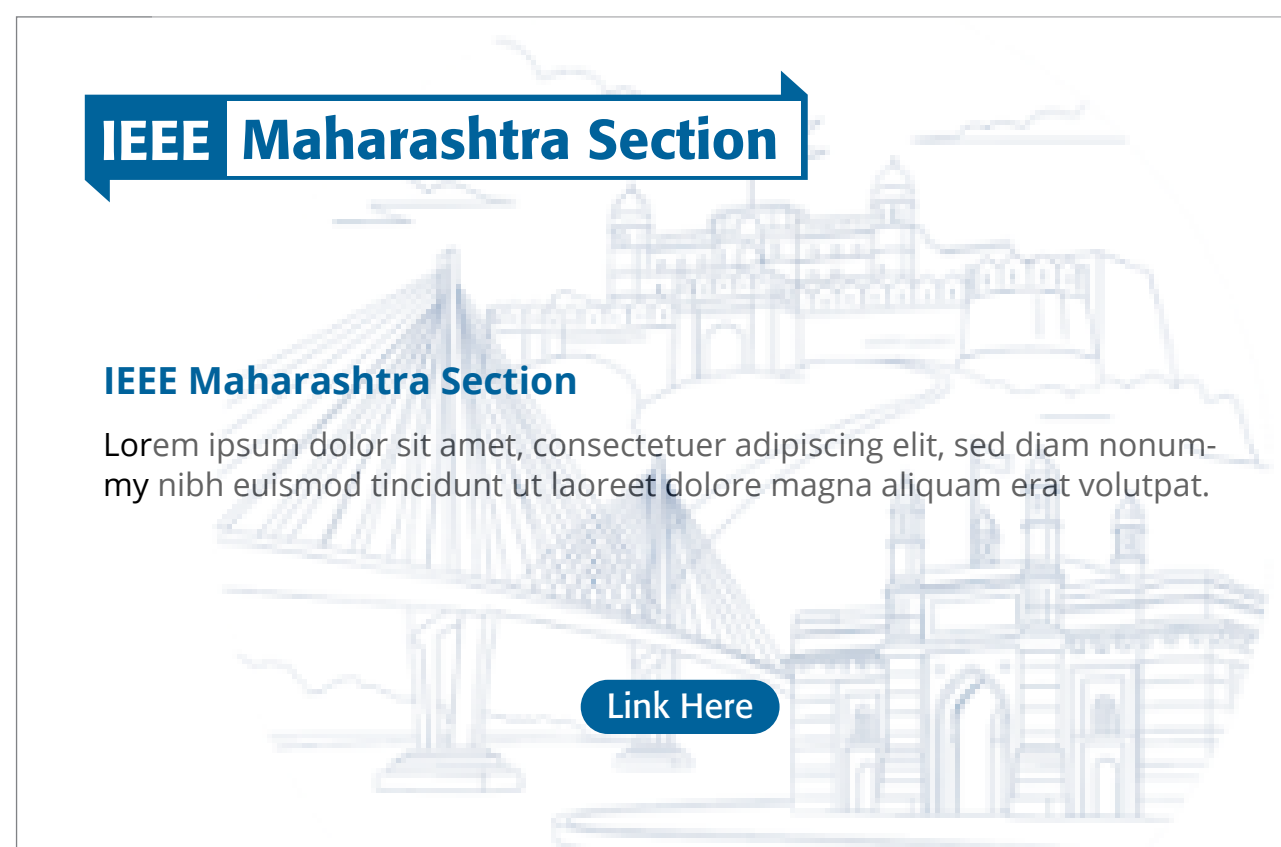 IEEE Maharashtra Section
IEEE Maharashtra Section
Lorem ipsum dolor sit amet, consectetuer adipiscing elit, sed diam nonum-
my nibh euismod tincidunt ut laoreet dolore magna aliquam erat volutpat.
Link Here